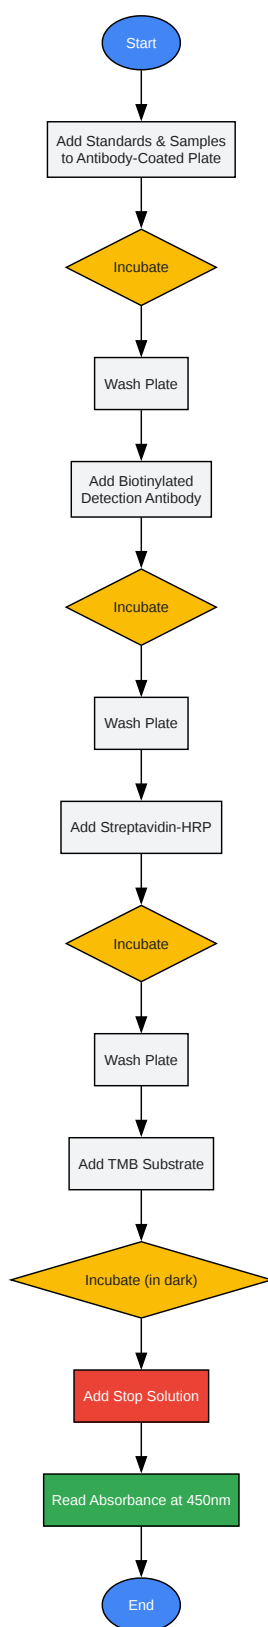 Start
Add Standards & Samples
to Antibody-Coated Plate
Incubate
Wash Plate
Add Biotinylated
Detection Antibody
Incubate
Wash Plate
Add Streptavidin-HRP
Incubate
Wash Plate
Add TMB Substrate
Incubate (in dark)
Add Stop Solution
Read Absorbance at 450nm
End